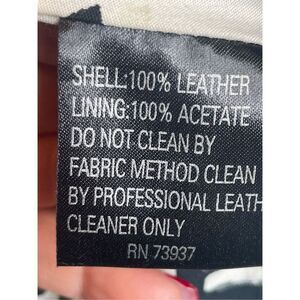 SHELL:100% LEATHER
LINING:100% ACETATE
DO NOT CLEAN BY
FABRIC METHOD CLEAN
BY PROFESSIONAL LEATH
CLEANER ONLY
RN 73937